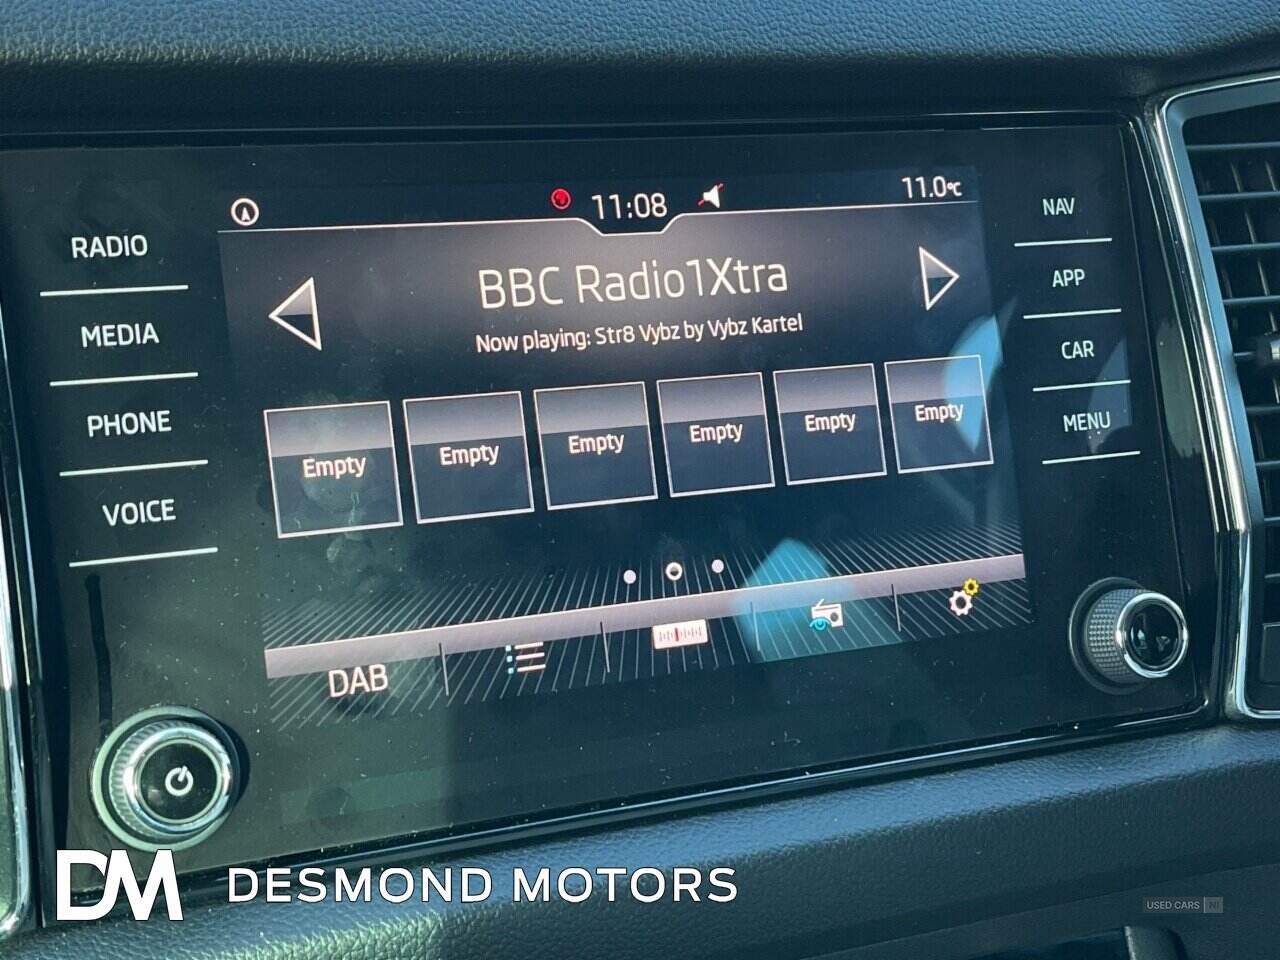 11:08
11.0°C
RADIO
MEDIA
PHONE
VOICE
BBC Radio1Xtra
Now playing: Str8 Vybz by Vybz Kartel
Empty Empty Empty Empty Empty Empty
DAB
NAV
APP
CAR
MENU
DM DESMOND MOTORS
USED CARS NI